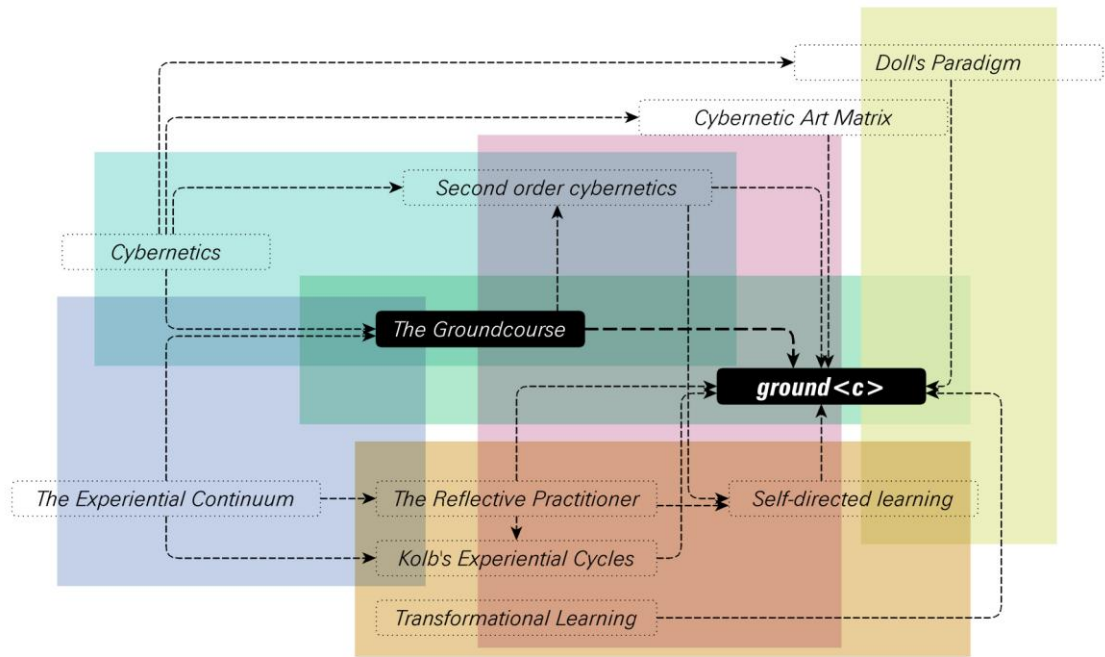 Doll's Paradigm
Cybernetic Art Matrix
Second order cybernetics
Cybernetics
The Groundcourse
ground<c>
The Experiential Continuum
The Reflective Practitioner
Self-directed learning
Kolb's Experiential Cycles
Transformational Learning